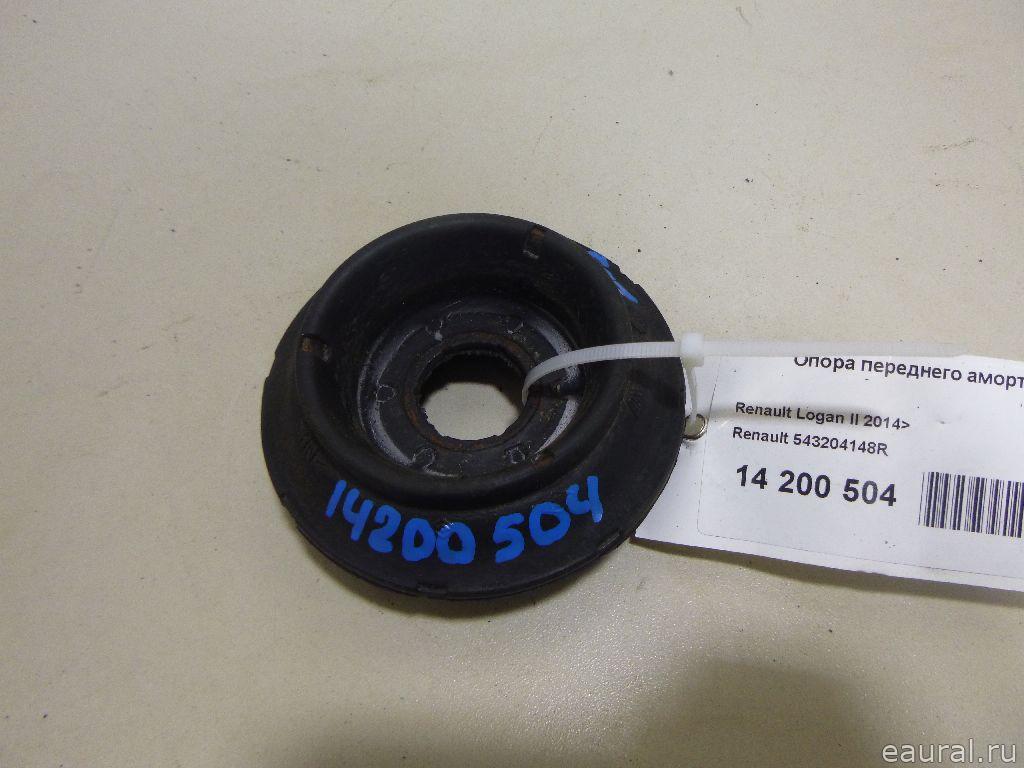 Опора переднего аморт
Renault Logan II 2014>
Renault 543204148R
14 200 504
14200 504
eaural.ru